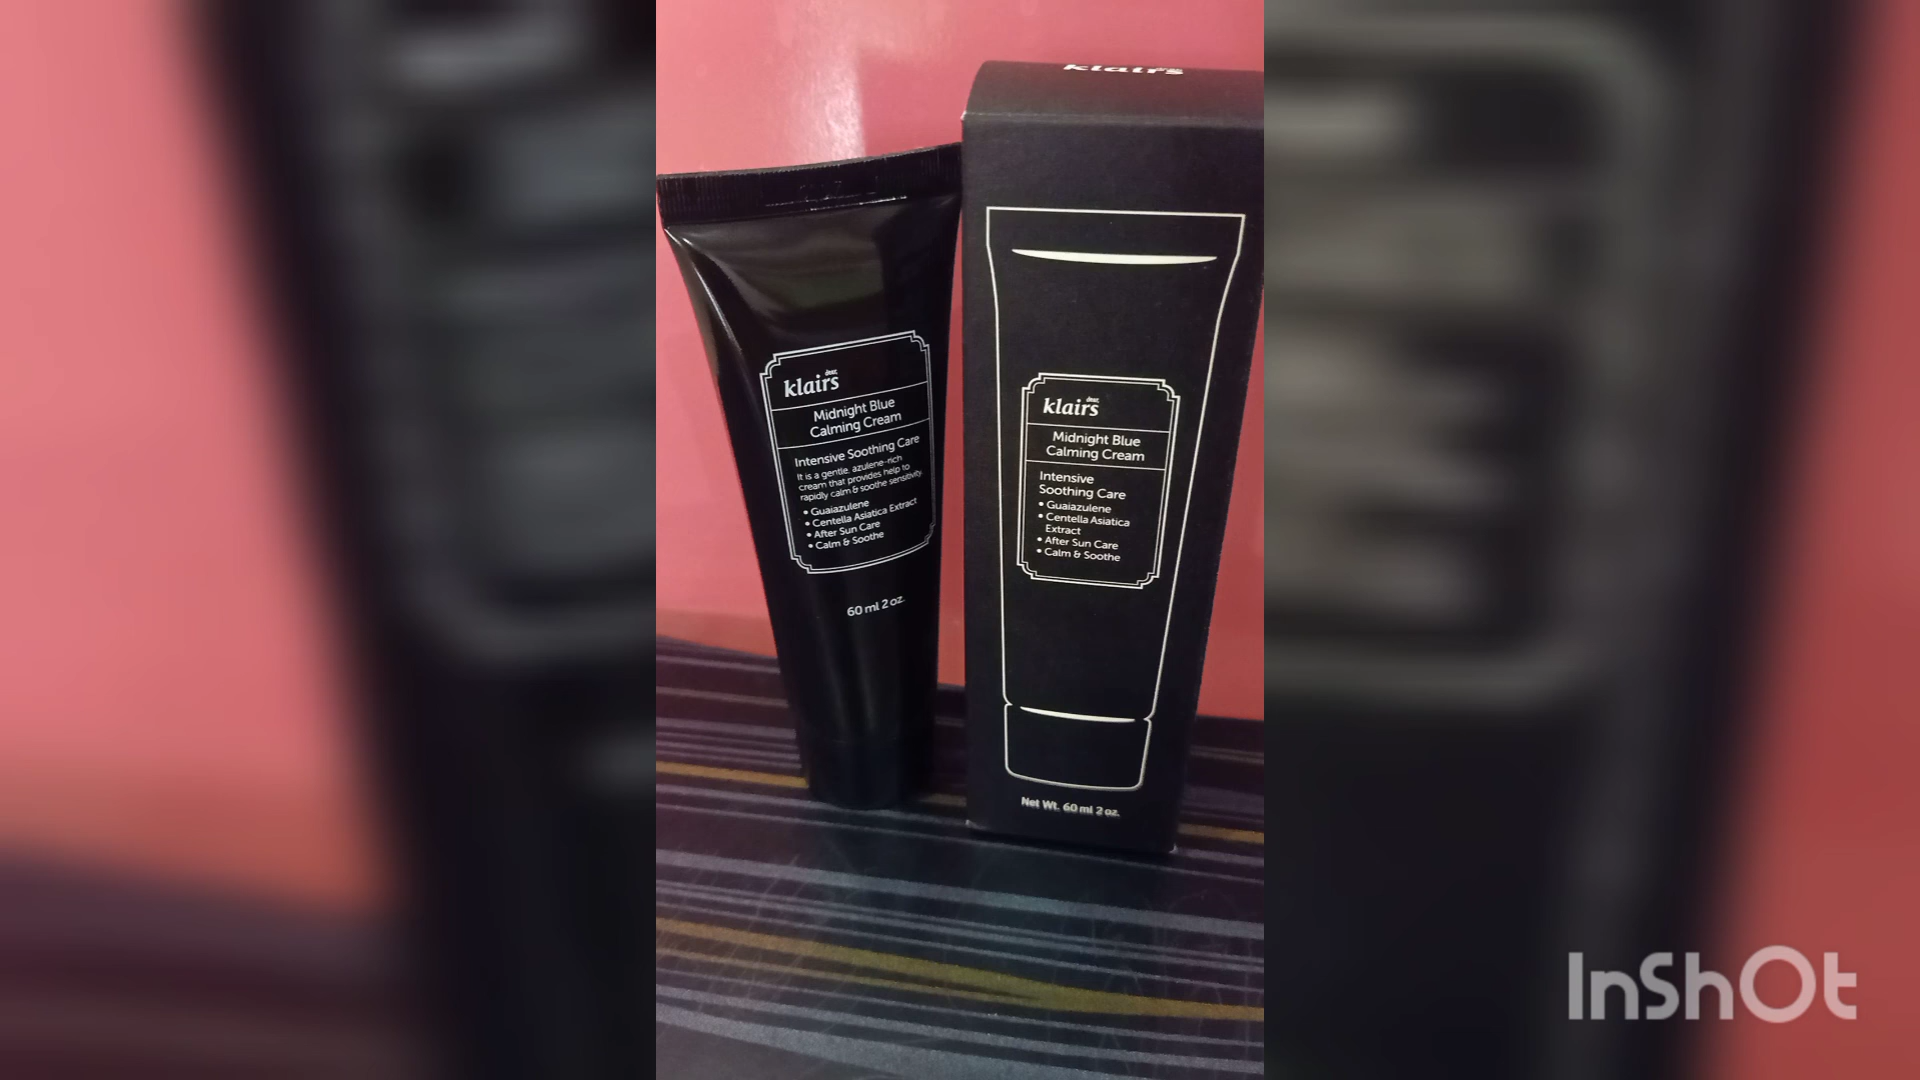 klairs
dear,
klairs
Midnight Blue
Calming Cream
Intensive Soothing Care
It is a gentle, azulene-rich
cream that provides help to
rapidly calm & soothe sensitivity.
• Guaiazulene
• Centella Asiatica Extract
• After Sun Care
• Calm & Soothe
60 ml 2 oz.
dear,
klairs
Midnight Blue
Calming Cream
Intensive
Soothing Care
• Guaiazulene
• Centella Asiatica
Extract
• After Sun Care
• Calm & Soothe
Net Wt. 60 ml 2 oz.
InShOt